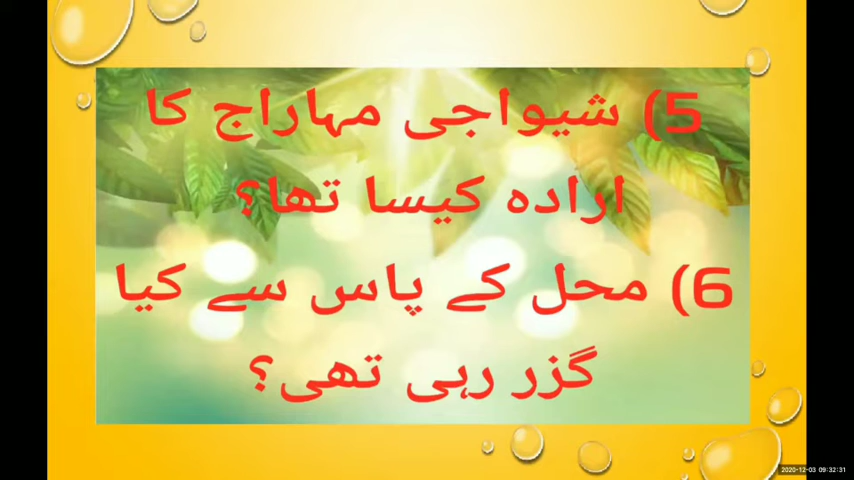 5) شیواجی مہاراج کا
ارادہ کیسا تھا؟
6) محل کے پاس سے کیا
گزر رہی تھی؟
2020-12-03 09:32:31